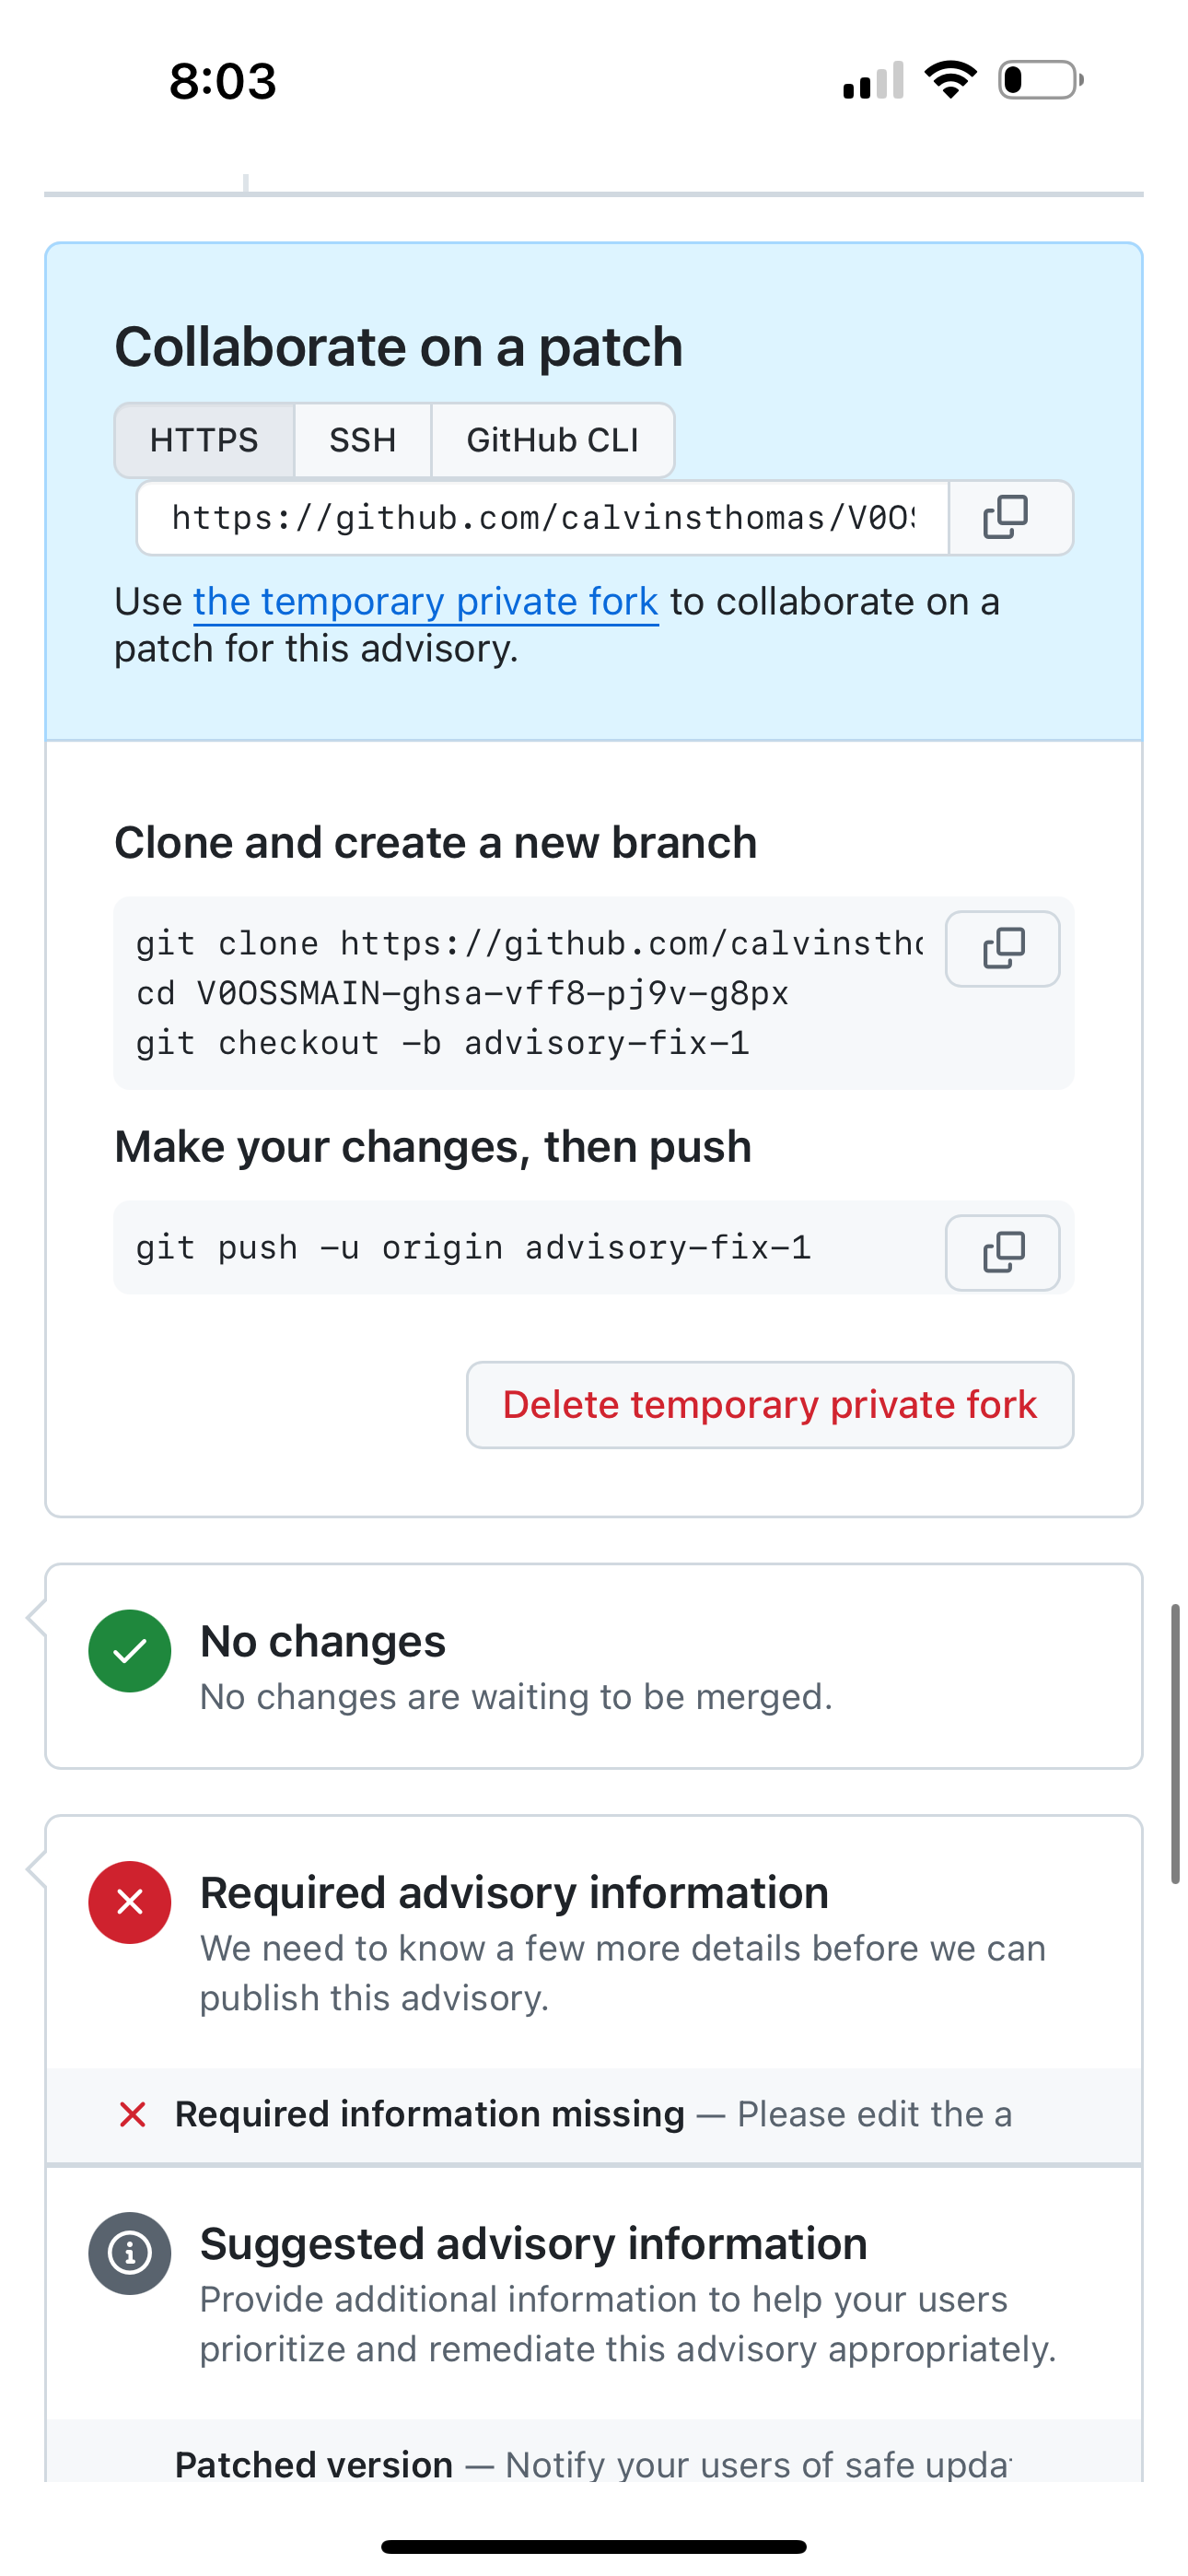 8:03
Collaborate on a patch
HTTPS
SSH
GitHub CLI
https://github.com/calvinsthomas/V0OS
Use the temporary private fork to collaborate on a
patch for this advisory.
Clone and create a new branch
git clone https://github.com/calvinstho
cd V0OSSMAIN-ghsa-vff8-pj9v-g8px
git checkout -b advisory-fix-1
Make your changes, then push
git push -u origin advisory-fix-1
Delete temporary private fork
No changes
No changes are waiting to be merged.
Required advisory information
We need to know a few more details before we can
publish this advisory.
Required information missing — Please edit the a
Suggested advisory information
Provide additional information to help your users
prioritize and remediate this advisory appropriately.
Patched version — Notify your users of safe upda